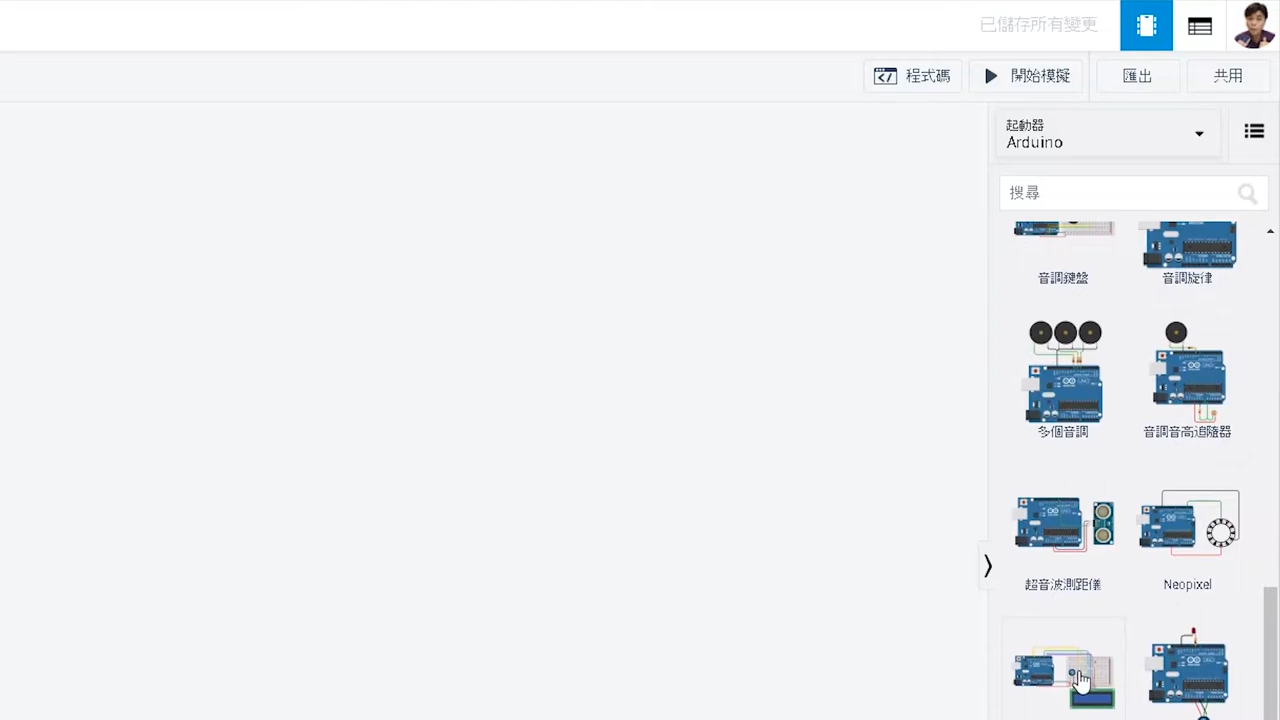 已儲存所有變更
程式碼
開始模擬
匯出
共用
起動器
Arduino
搜尋
音調鍵盤
音調旋律
多個音調
音調音高追隨器
超音波測距儀
Neopixel